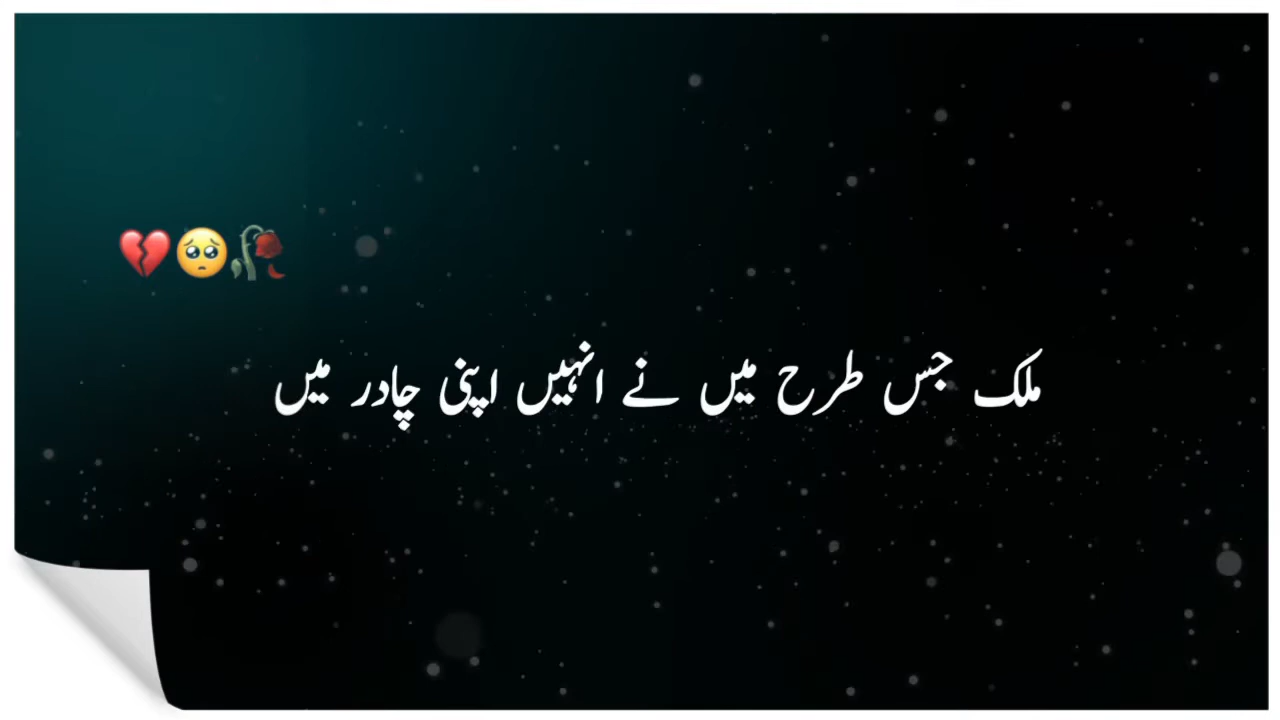 💔🥺🥀
ملک جس طرح میں نے انہیں اپنی چادر میں